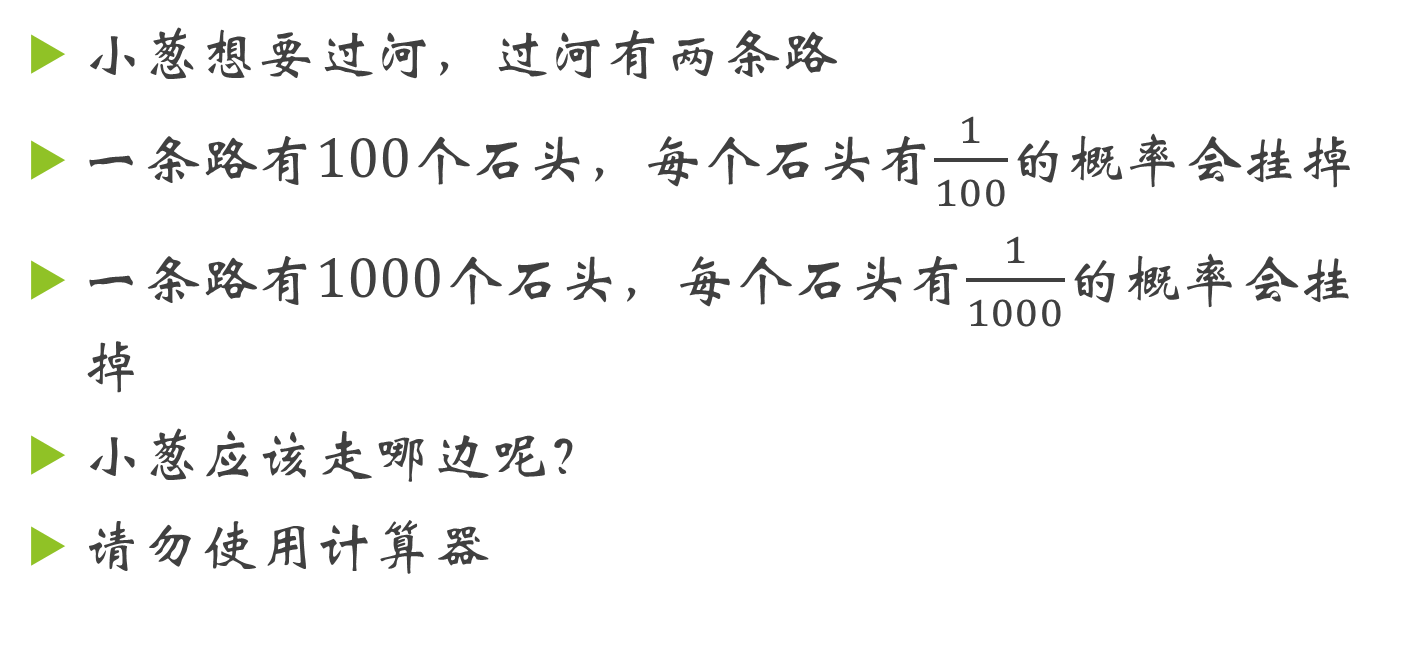 小葱想要过河，过河有两条路
一条路有100个石头，每个石头有1/100的概率会挂掉
一条路有1000个石头，每个石头有1/1000的概率会挂
掉
小葱应该走哪边呢？
请勿使用计算器